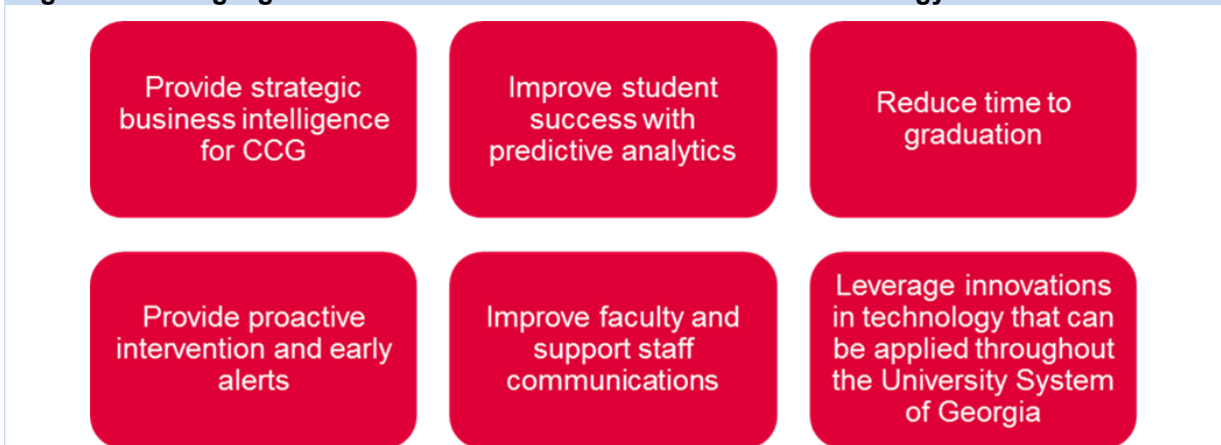 Provide strategic
business intelligence
for CCG
Improve student
success with
predictive analytics
Reduce time to
graduation
Provide proactive
intervention and early
alerts
Improve faculty and
support staff
communications
Leverage innovations
in technology that can
be applied throughout
the University System
of Georgia